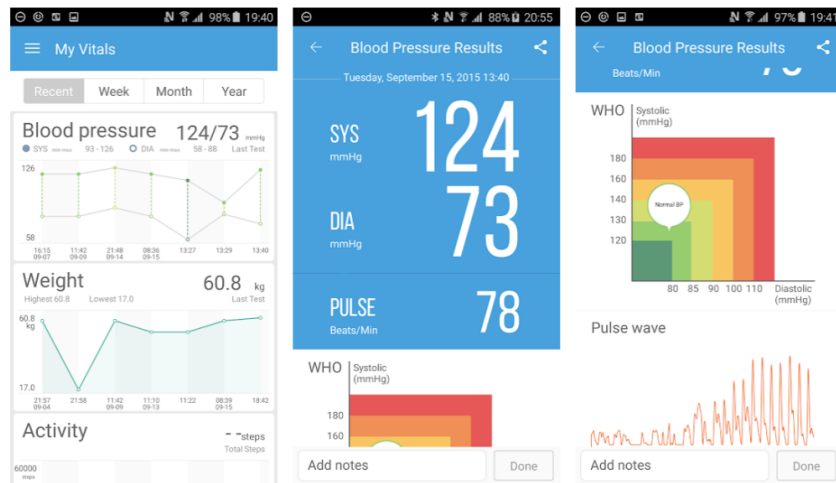 98% 19:40
My Vitals
Recent Week Month Year
Blood pressure 124/73 mmHg
SYS min-max 93 - 126 DIA min-max 58 - 88 Last Test
126
58
16:15 11:42 21:48 08:36 13:27 13:29 13:40
09-07 09-09 09-14 09-15
Weight 60.8 kg
Highest 60.8 Lowest 17.0 Last Test
60.8
kg
17.0
21:57 21:58 11:42 11:10 11:22 08:39 18:42
09-04 09-09 09-13 09-15
Activity - - steps
Total Steps
60000
steps
88% 20:55
Blood Pressure Results
Tuesday, September 15, 2015 13:40
SYS
mmHg
124
DIA
mmHg
73
PULSE
Beats/Min
78
WHO Systolic
(mmHg)
180
160
Add notes Done
97% 19:41
Blood Pressure Results
Beats/Min
WHO Systolic
(mmHg)
180
160
140
130
120
Normal BP
80 85 90 100 110 Diastolic
(mmHg)
Pulse wave
Add notes Done